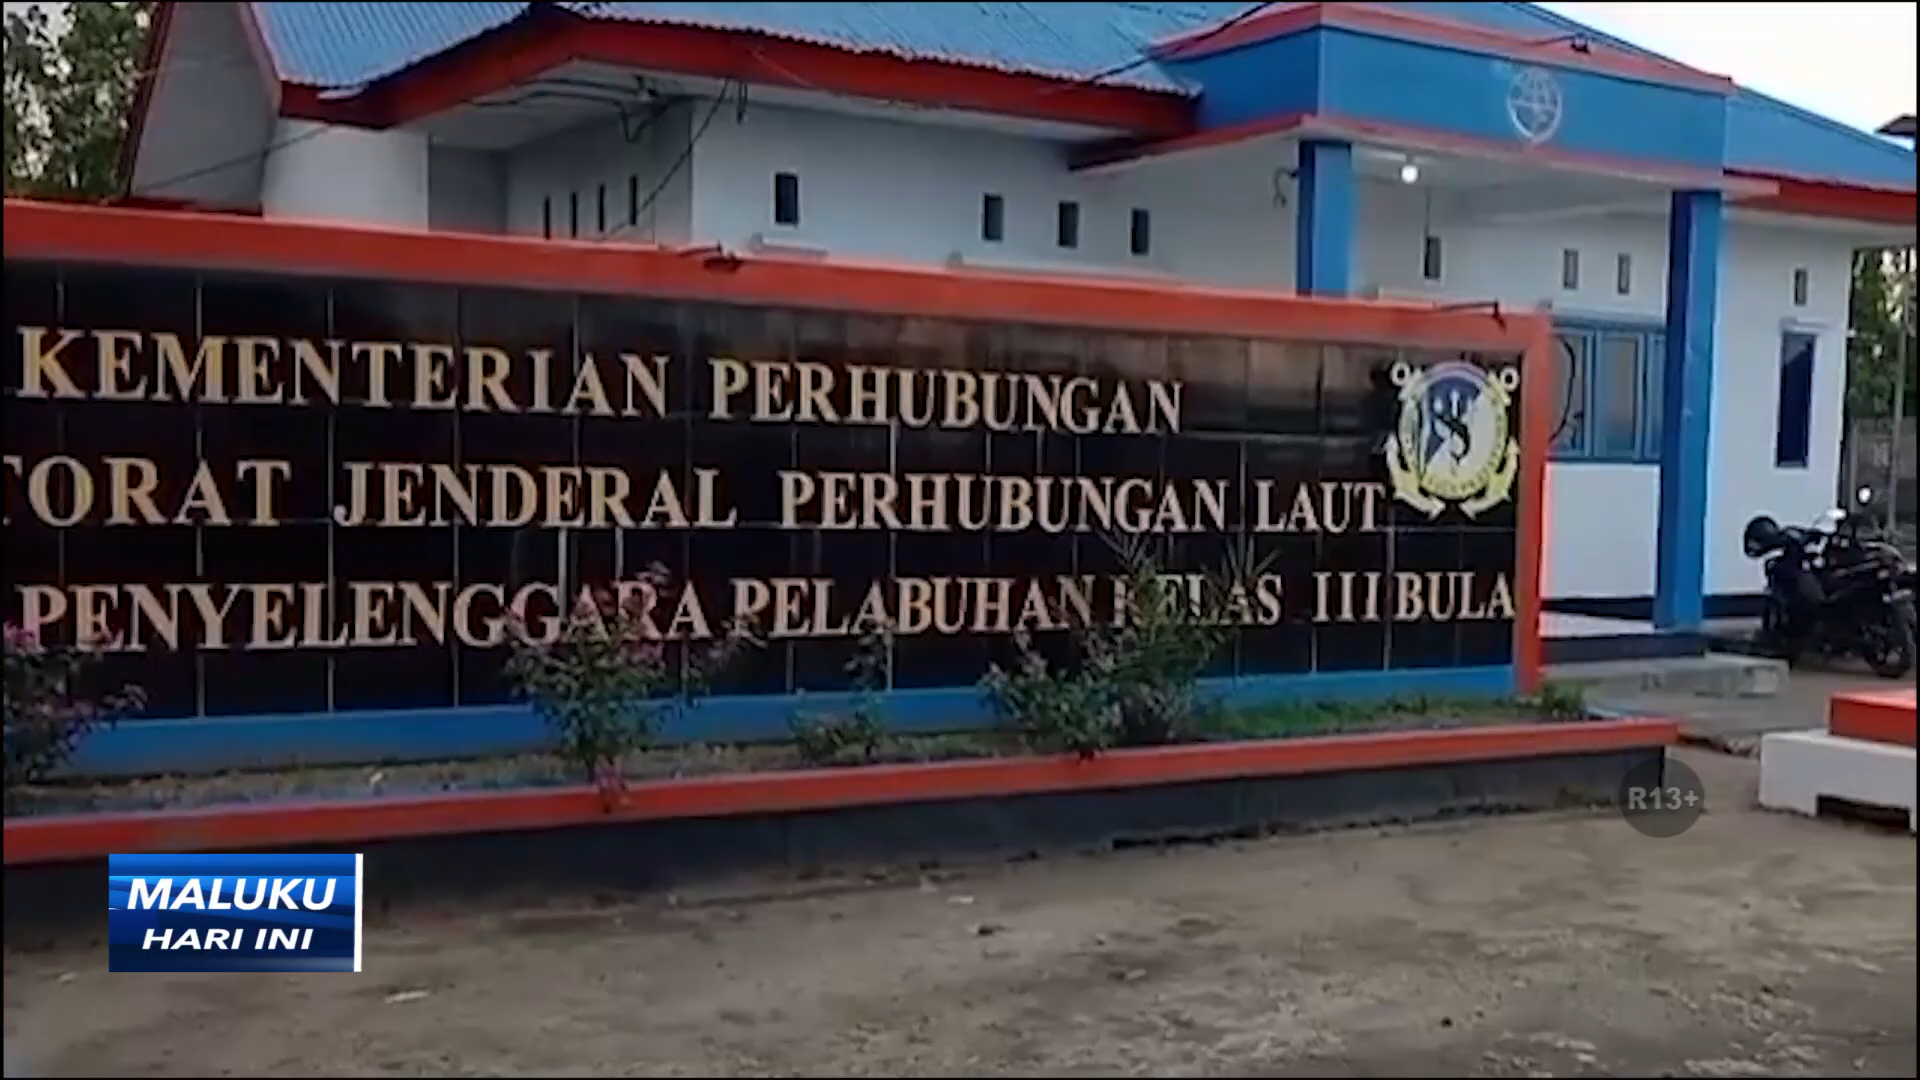 KEMENTERIAN PERHUBUNGAN
TORAT JENDERAL PERHUBUNGAN LAUT
PENYELENGGARA PELABUHAN KELAS III BULA
R13+
MALUKU
HARI INI